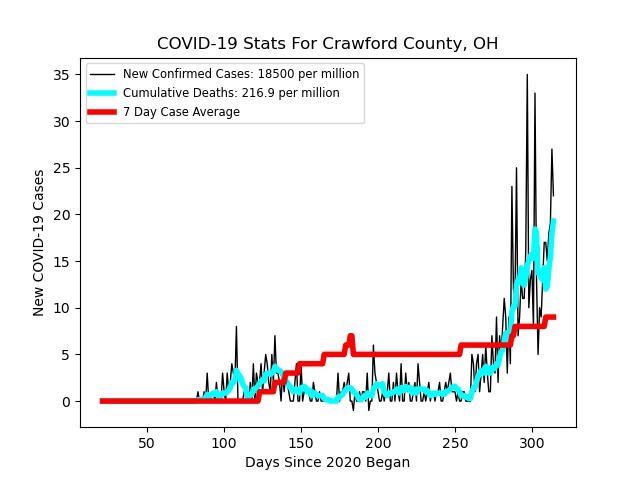 COVID-19 Stats For Crawford County, OH
New Confirmed Cases: 18500 per million
Cumulative Deaths: 216.9 per million
7 Day Case Average
New COVID-19 Cases
35
30
25
20
15
10
5
0
50 100 150 200 250 300
Days Since 2020 Began